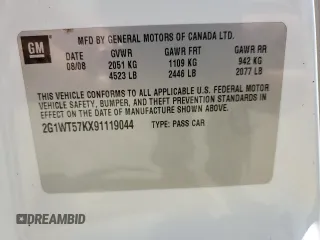 MFD BY GENERAL MOTORS OF CANADA LTD.
GM GVWR GAWR FRT GAWR RR
08/08 2051 KG 1109 KG 942 KG
4523 LB 2446 LB 2077 LB
THIS VEHICLE CONFORMS TO ALL APPLICABLE U.S. FEDERAL MOTOR
VEHICLE SAFETY, BUMPER, AND THEFT PREVENTION STANDARDS
IN EFFECT ON THE DATE OF MANUFACTURE SHOWN ABOVE.
2G1WT57KX91119044 TYPE: PASS CAR
DREAMBID